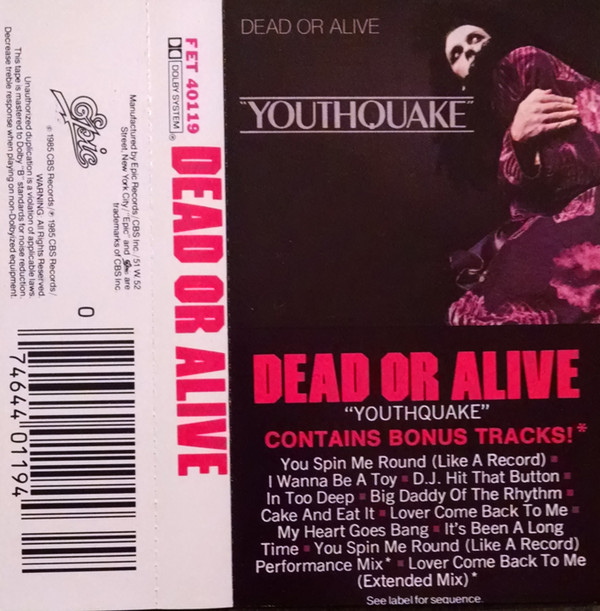 DEAD OR ALIVE
"YOUTHQUAKE"
DEAD OR ALIVE
"YOUTHQUAKE"
CONTAINS BONUS TRACKS!*
You Spin Me Round (Like A Record) ▪
I Wanna Be A Toy ▪ D.J. Hit That Button ▪
In Too Deep ▪ Big Daddy Of The Rhythm ▪
Cake And Eat It ▪ Lover Come Back To Me ▪
My Heart Goes Bang ▪ It's Been A Long
Time ▪ You Spin Me Round (Like A Record)
Performance Mix* ▪ Lover Come Back To Me
(Extended Mix)*
See label for sequence.
FET 40119
DOLBY SYSTEM®
DEAD OR ALIVE
Manufactured by Epic Records/CBS Inc./51 W 52
Street, New York City/"Epic" and Epic are
trademarks of CBS Inc.
Epic
© 1985 CBS Records/℗ 1985 CBS Records/
WARNING: All Rights Reserved.
Unauthorized duplication is a violation of applicable laws.
This tape is mastered to Dolby "B" standards for noise reduction.
Decrease treble response when playing on non-Dolbyized equipment.
0
74644 01194